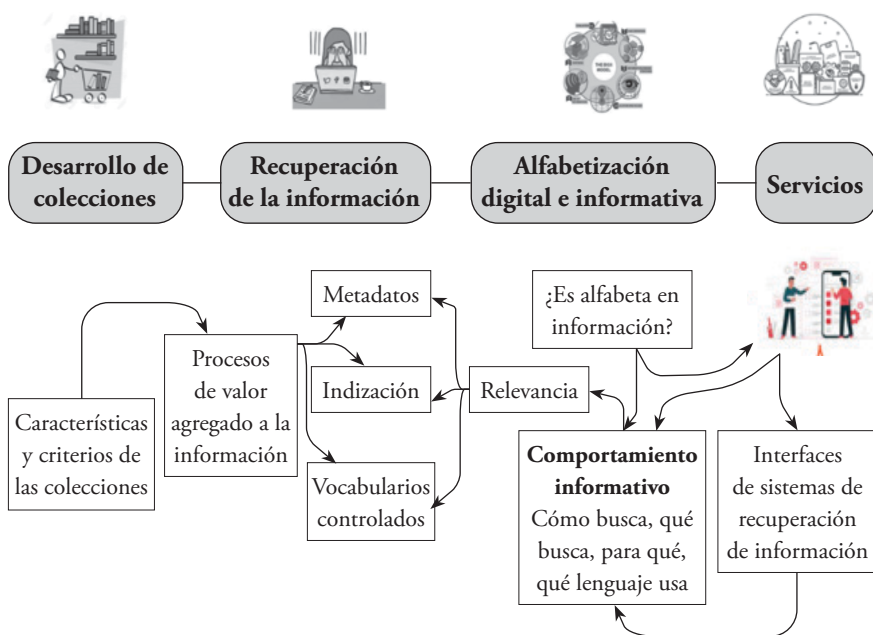 Desarrollo de
colecciones
Recuperación
de la información
Alfabetización
digital e informativa
Servicios
Metadatos
¿Es alfabeta en
información?
Procesos
de valor
agregado a la
información
Indización
Relevancia
Características
y criterios de
las colecciones
Vocabularios
controlados
Comportamiento
informativo
Cómo busca, qué
busca, para qué,
qué lenguaje usa
Interfaces
de sistemas de
recuperación
de información